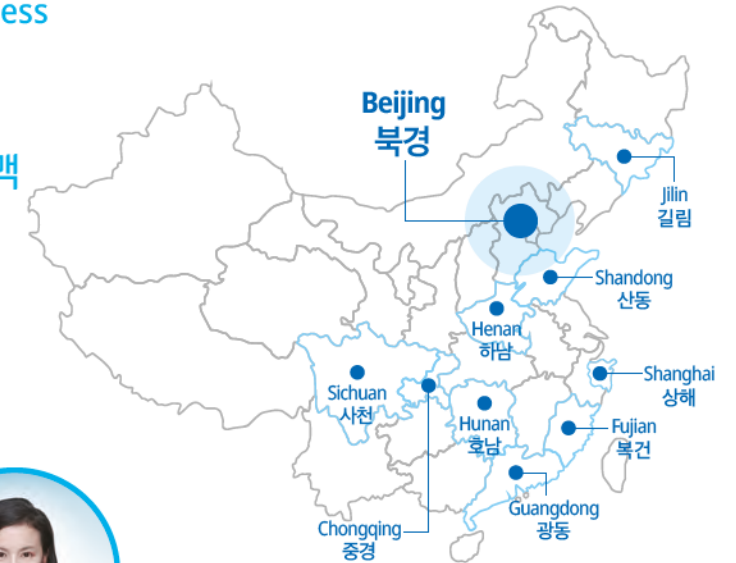 ess
Beijing
북경
맥
Jilin
길림
Shandong
산동
Henan
하남
Shanghai
상해
Sichuan
사천
Hunan
호남
Fujian
복건
Guangdong
광동
Chongqing
중경